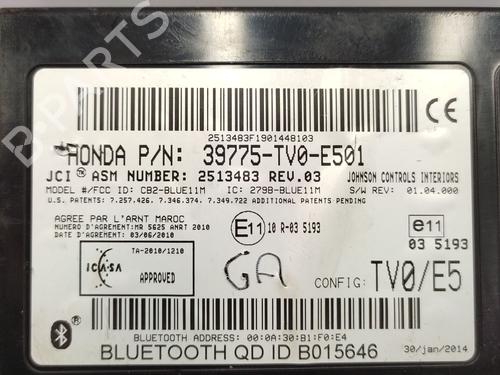 2513483F1901448103
HONDA P/N: 39775-TV0-E501
JCI TM ASM NUMBER: 2513483 REV.03 JOHNSON CONTROLS INTERIORS
MODEL #/FCC ID: CB2-BLUE11M IC: 279B-BLUE11M S/W REV: 01.04.000
U.S. PATENTS: 7.257.426. 7.346.374. 7.349.722 ADDITIONAL PATENTS PENDING
AGREE PAR L'ARNT MAROC
NUMERO D'AGREMENT:MR 5625 ANRT 2010
DATE D'AGREMENT:03/06/2010
E11 10 R-03 5193
e11
03 5193
TA-2010/1210
ICASA
APPROVED
GA
CONFIG: TV0/E5
BLUETOOTH ADDRESS: 00:0A:30:B1:F0:E4
BLUETOOTH QD ID B015646
30/jan/2014
B-PARTS